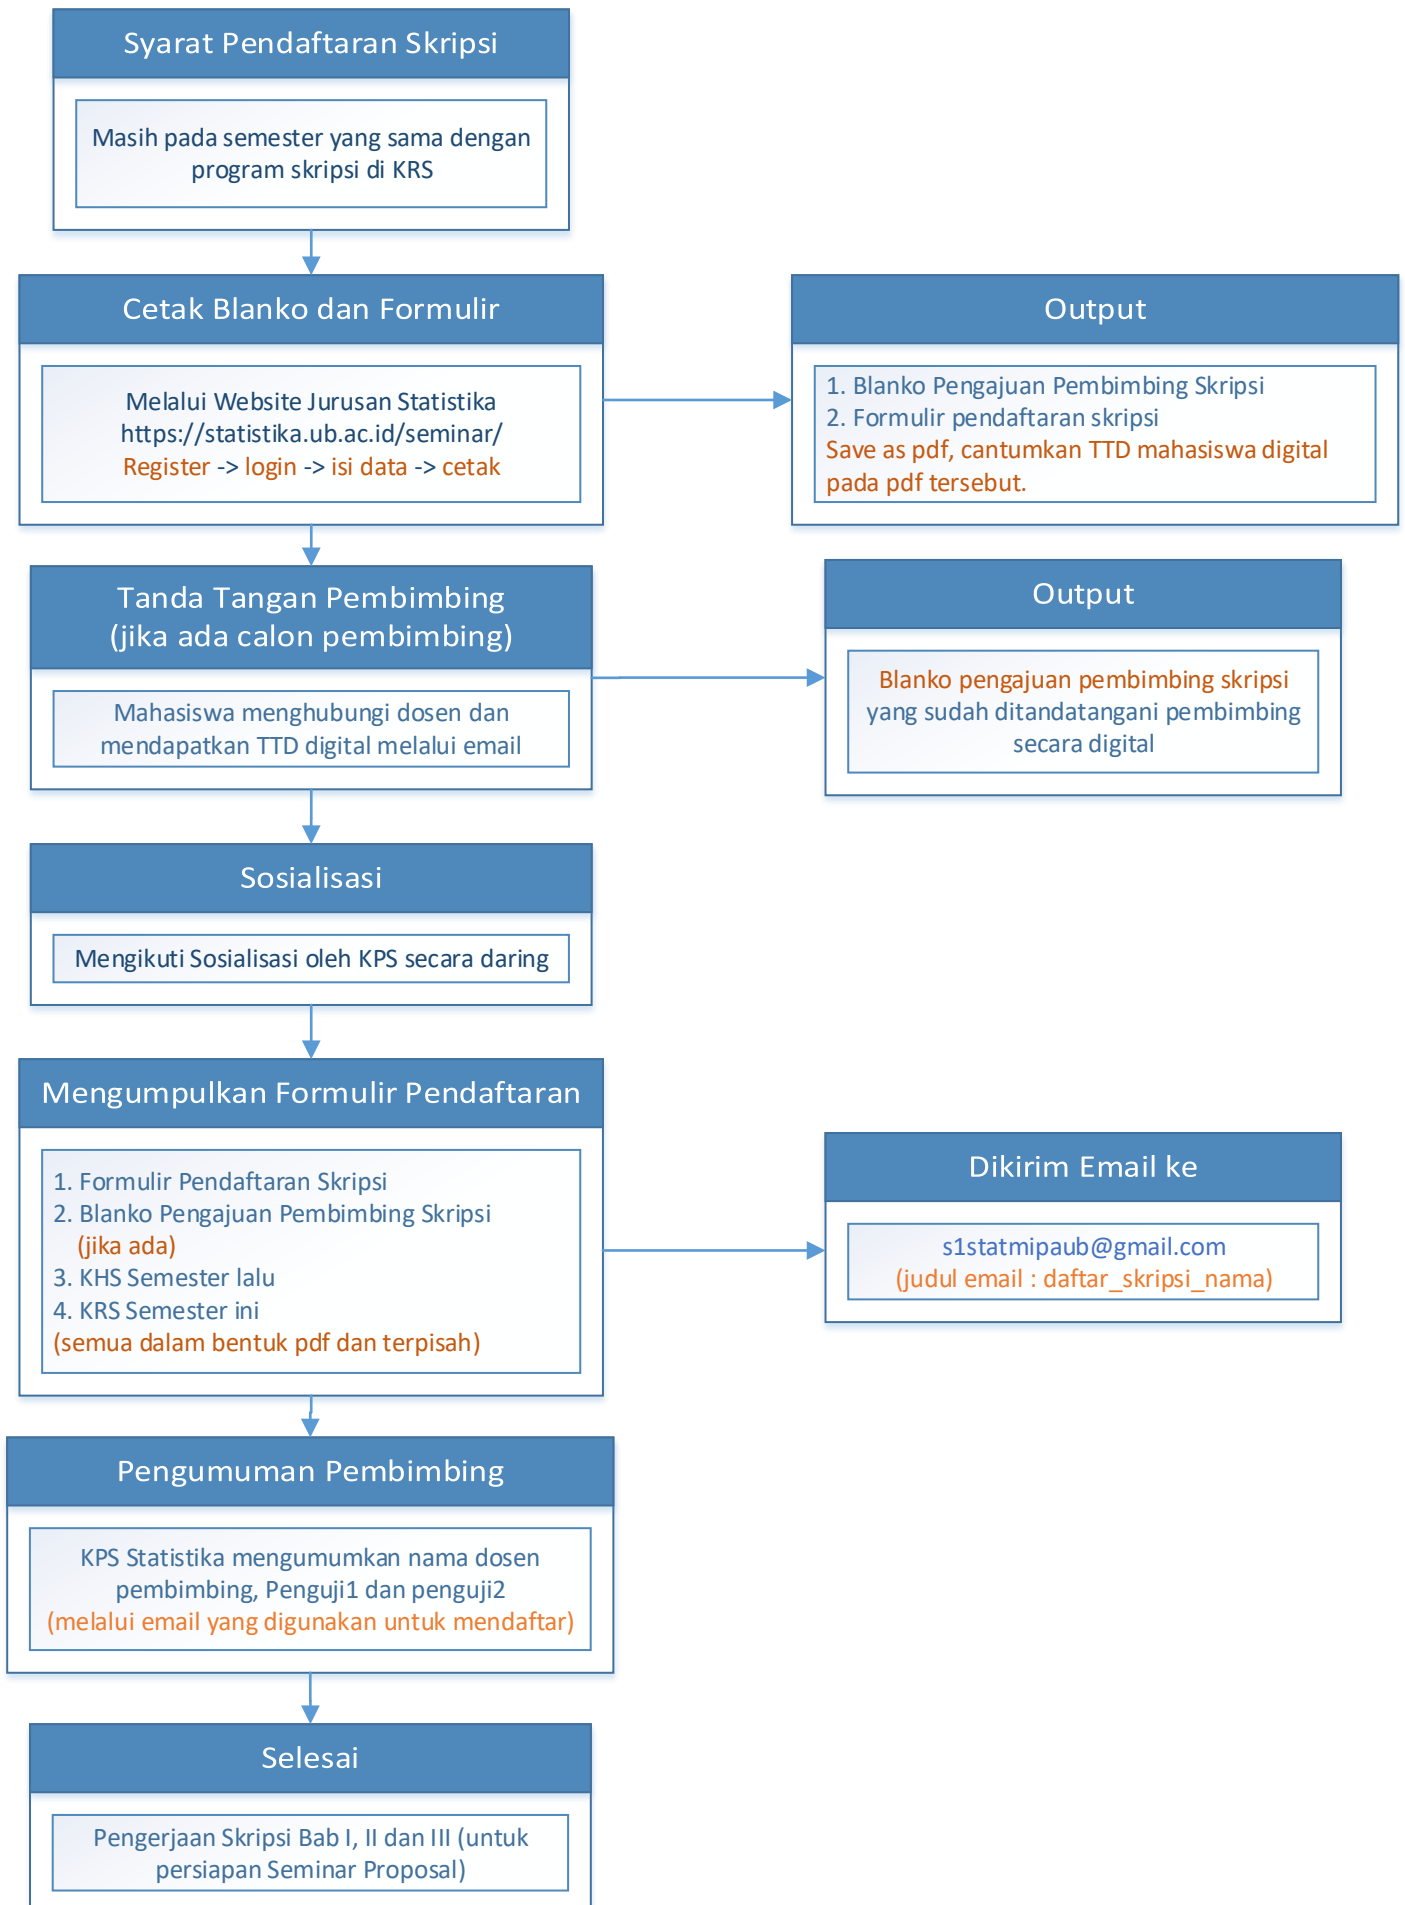 Syarat Pendaftaran Skripsi
Masih pada semester yang sama dengan
program skripsi di KRS
Cetak Blanko dan Formulir
Melalui Website Jurusan Statistika
https://statistika.ub.ac.id/seminar/
Register -> login -> isi data -> cetak
Output
1. Blanko Pengajuan Pembimbing Skripsi
2. Formulir pendaftaran skripsi
Save as pdf, cantumkan TTD mahasiswa digital
pada pdf tersebut.
Tanda Tangan Pembimbing
(jika ada calon pembimbing)
Mahasiswa menghubungi dosen dan
mendapatkan TTD digital melalui email
Output
Blanko pengajuan pembimbing skripsi
yang sudah ditandatangani pembimbing
secara digital
Sosialisasi
Mengikuti Sosialisasi oleh KPS secara daring
Mengumpulkan Formulir Pendaftaran
1. Formulir Pendaftaran Skripsi
2. Blanko Pengajuan Pembimbing Skripsi
(jika ada)
3. KHS Semester lalu
4. KRS Semester ini
(semua dalam bentuk pdf dan terpisah)
Dikirim Email ke
s1statmipaub@gmail.com
(judul email : daftar_skripsi_nama)
Pengumuman Pembimbing
KPS Statistika mengumumkan nama dosen
pembimbing, Penguji1 dan penguji2
(melalui email yang digunakan untuk mendaftar)
Selesai
Pengerjaan Skripsi Bab I, II dan III (untuk
persiapan Seminar Proposal)